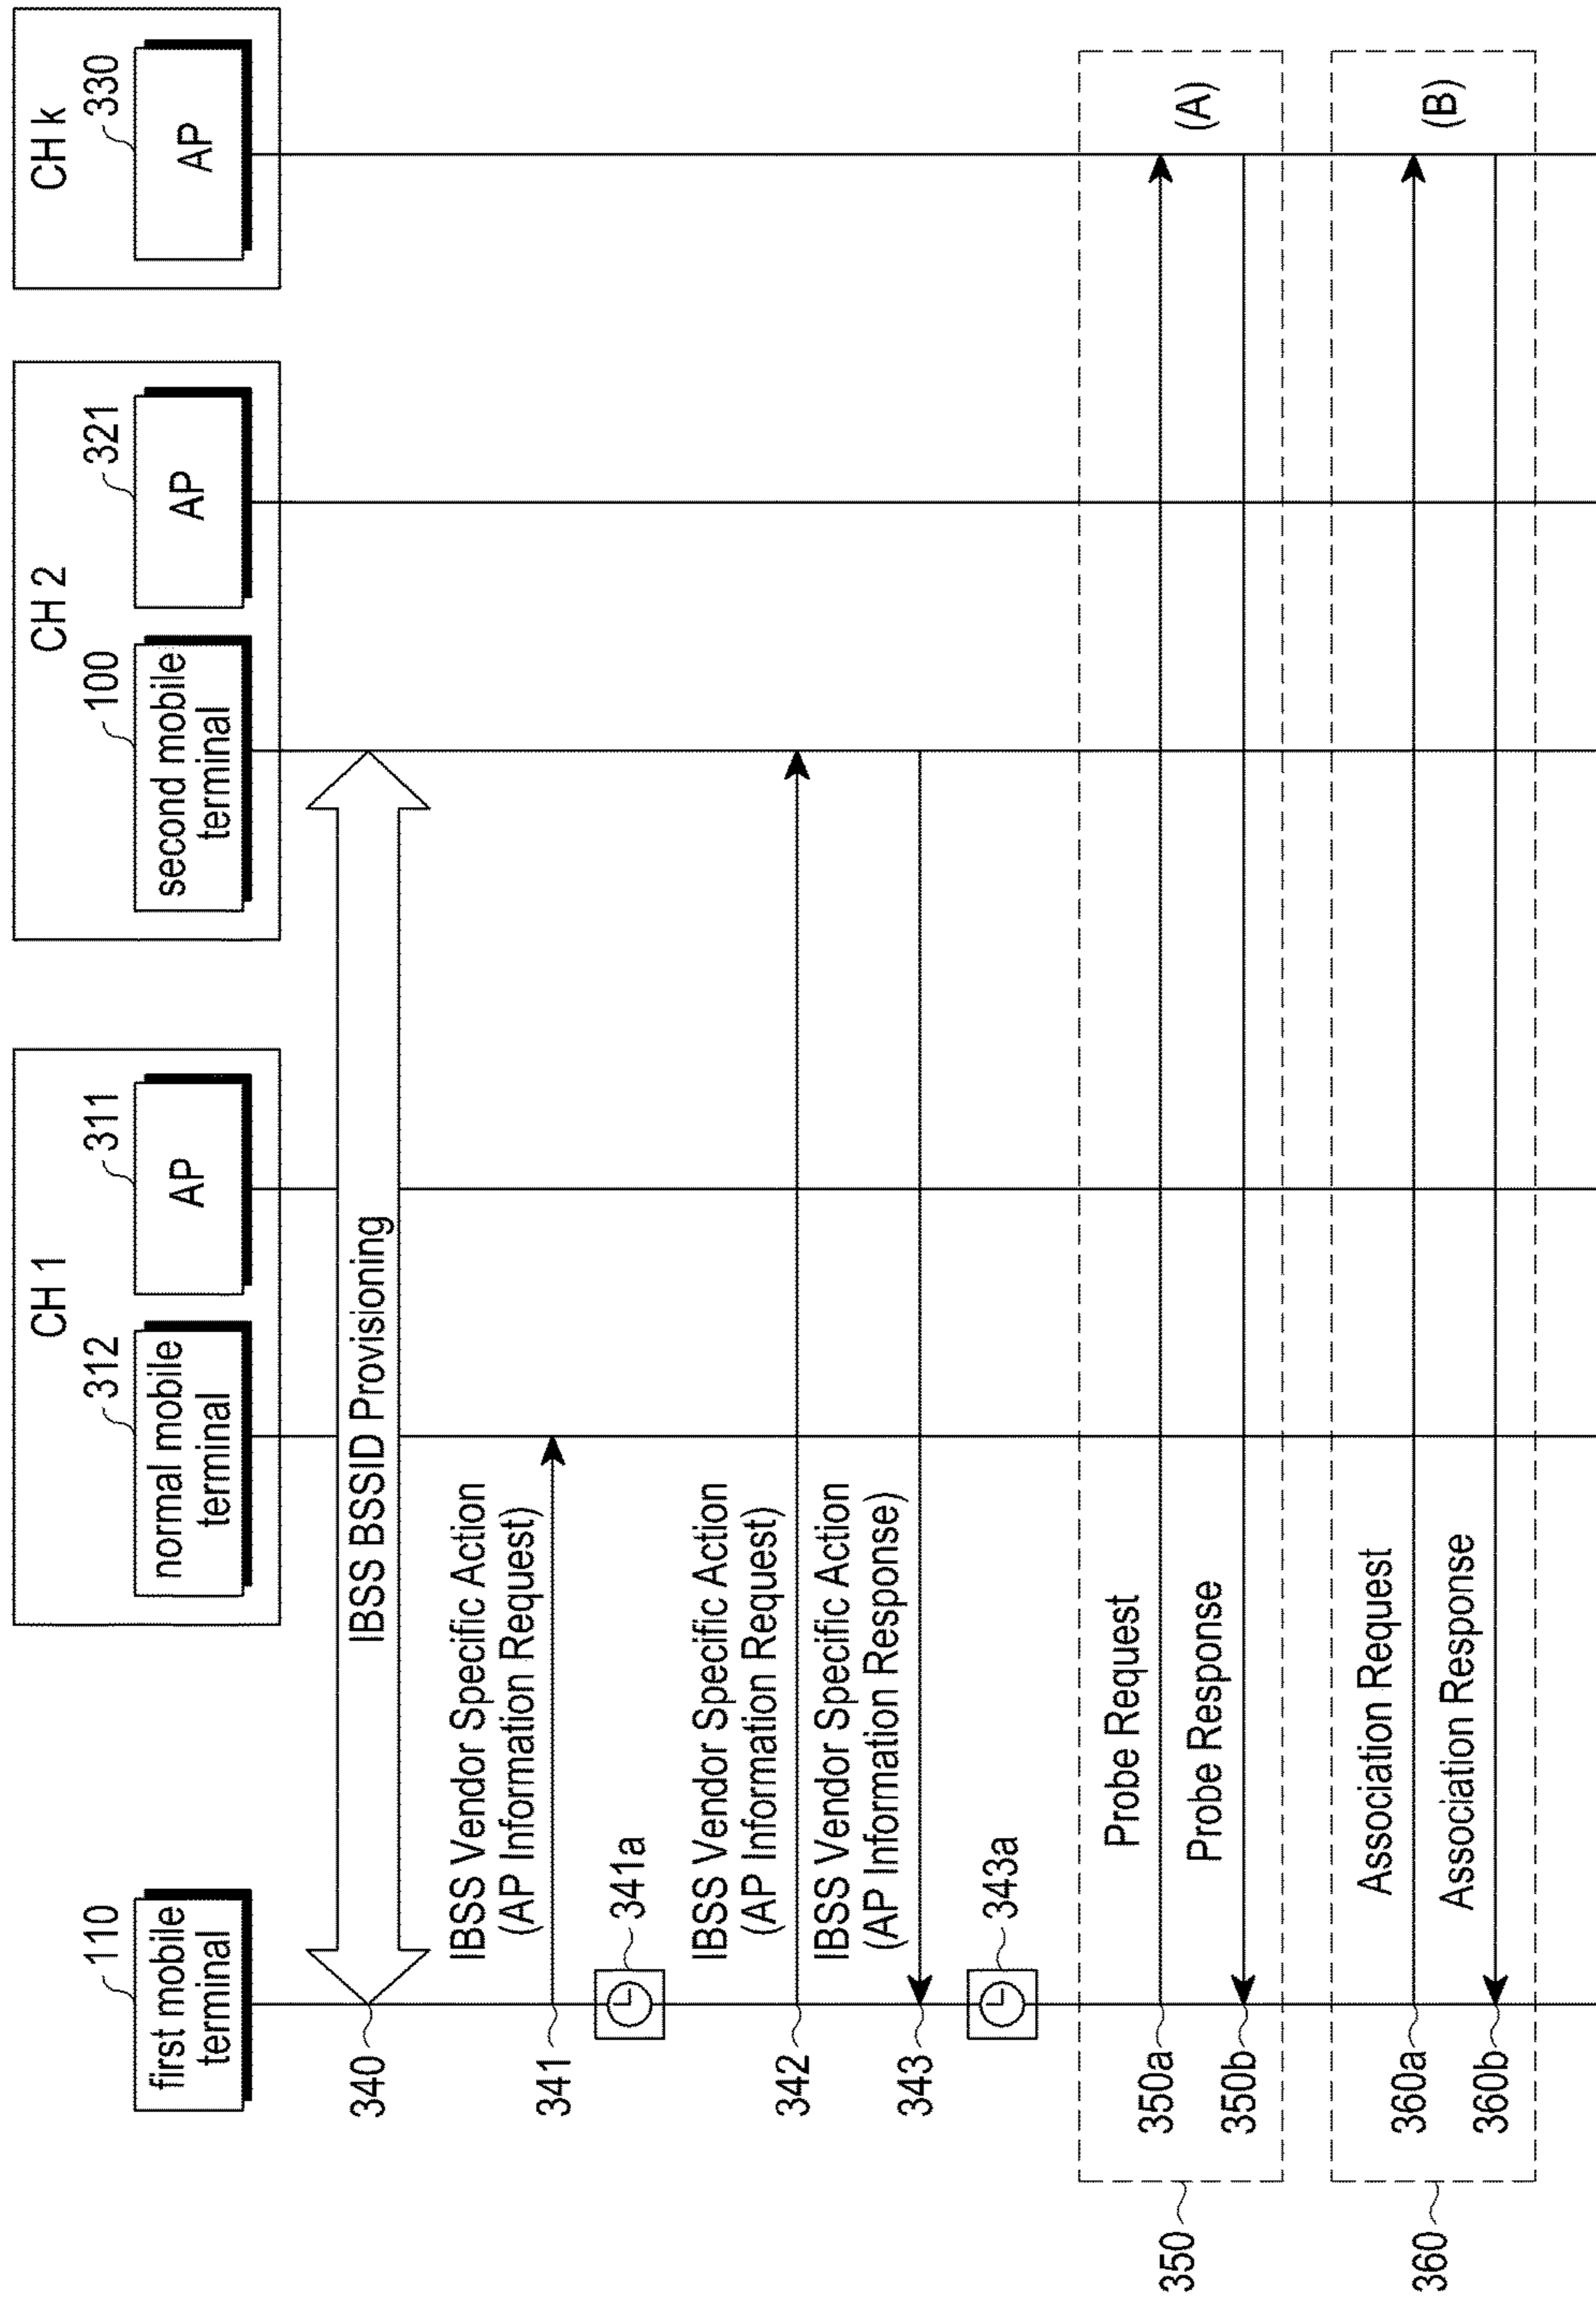 CH 1
CH 2
CH k
110
312
311
100
321
330
first mobile
terminal
normal mobile
terminal
AP
second mobile
terminal
AP
AP
340
IBSS BSSID Provisioning
IBSS Vendor Specific Action
(AP Information Request)
341
341a
IBSS Vendor Specific Action
(AP Information Request)
342
IBSS Vendor Specific Action
(AP Information Response)
343
343a
350
Probe Request
350a
(A)
Probe Response
350b
360
Association Request
360a
(B)
Association Response
360b